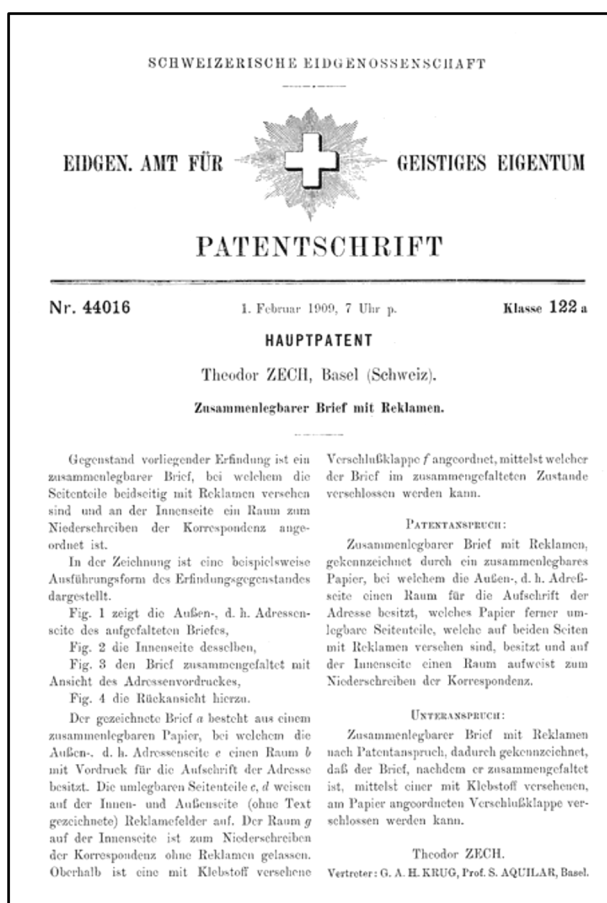 SCHWEIZERISCHE EIDGENOSSENSCHAFT
EIDGEN. AMT FÜR GEISTIGES EIGENTUM
PATENTSCHRIFT
Nr. 44016 1. Februar 1909, 7 Uhr p. Klasse 122 a
HAUPTPATENT
Theodor ZECH, Basel (Schweiz).
Zusammenlegbarer Brief mit Reklamen.
Gegenstand vorliegender Erfindung ist ein
zusammenlegbarer Brief, bei welchem die
Seitenteile beidseitig mit Reklamen versehen
sind und an der Innenseite ein Raum zum
Niederschreiben der Korrespondenz ange-
ordnet ist.
In der Zeichnung ist eine beispielsweise
Ausführungsform des Erfindungsgegenstandes
dargestellt.
Fig. 1 zeigt die Außen-, d. h. Adressen-
seite des aufgefalteten Briefes,
Fig. 2 die Innenseite desselben,
Fig. 3 den Brief zusammengefaltet mit
Ansicht des Adressenvordruckes,
Fig. 4 die Rückansicht hierzu.
Der gezeichnete Brief a besteht aus einem
zusammenlegbaren Papier, bei welchem die
Außen-. d. h. Adressenseite e einen Raum b
mit Vordruck für die Aufschrift der Adresse
besitzt. Die umlegbaren Seitenteile c, d weisen
auf der Innen- und Außenseite (ohne Text
gezeichnete) Reklamefelder auf. Der Raum g
auf der Innenseite ist zum Niederschreiben
der Korrespondenz ohne Reklamen gelassen.
Oberhalb ist eine mit Klebstoff versehene
Verschlußklappe f angeordnet, mittelst welcher
der Brief im zusammengefalteten Zustande
verschlossen werden kann.
PATENTANSPRUCH:
Zusammenlegbarer Brief mit Reklamen,
gekennzeichnet durch ein zusammenlegbares
Papier, bei welchem die Außen-, d. h. Adreß-
seite einen Raum für die Aufschrift der
Adresse besitzt, welches Papier ferner um-
legbare Seitenteile, welche auf beiden Seiten
mit Reklamen versehen sind, besitzt und auf
der Innenseite einen Raum aufweist zum
Niederschreiben der Korrespondenz.
UNTERANSPRUCH:
Zusammenlegbarer Brief mit Reklamen
nach Patentanspruch, dadurch gekennzeichnet,
daß der Brief, nachdem er zusammengefaltet
ist, mittelst einer mit Klebstoff versehenen,
am Papier angeordneten Verschlußklappe ver-
schlossen werden kann.
Theodor ZECH.
Vertreter: G. A. H. KRUG, Prof. S. AQUILAR, Basel.